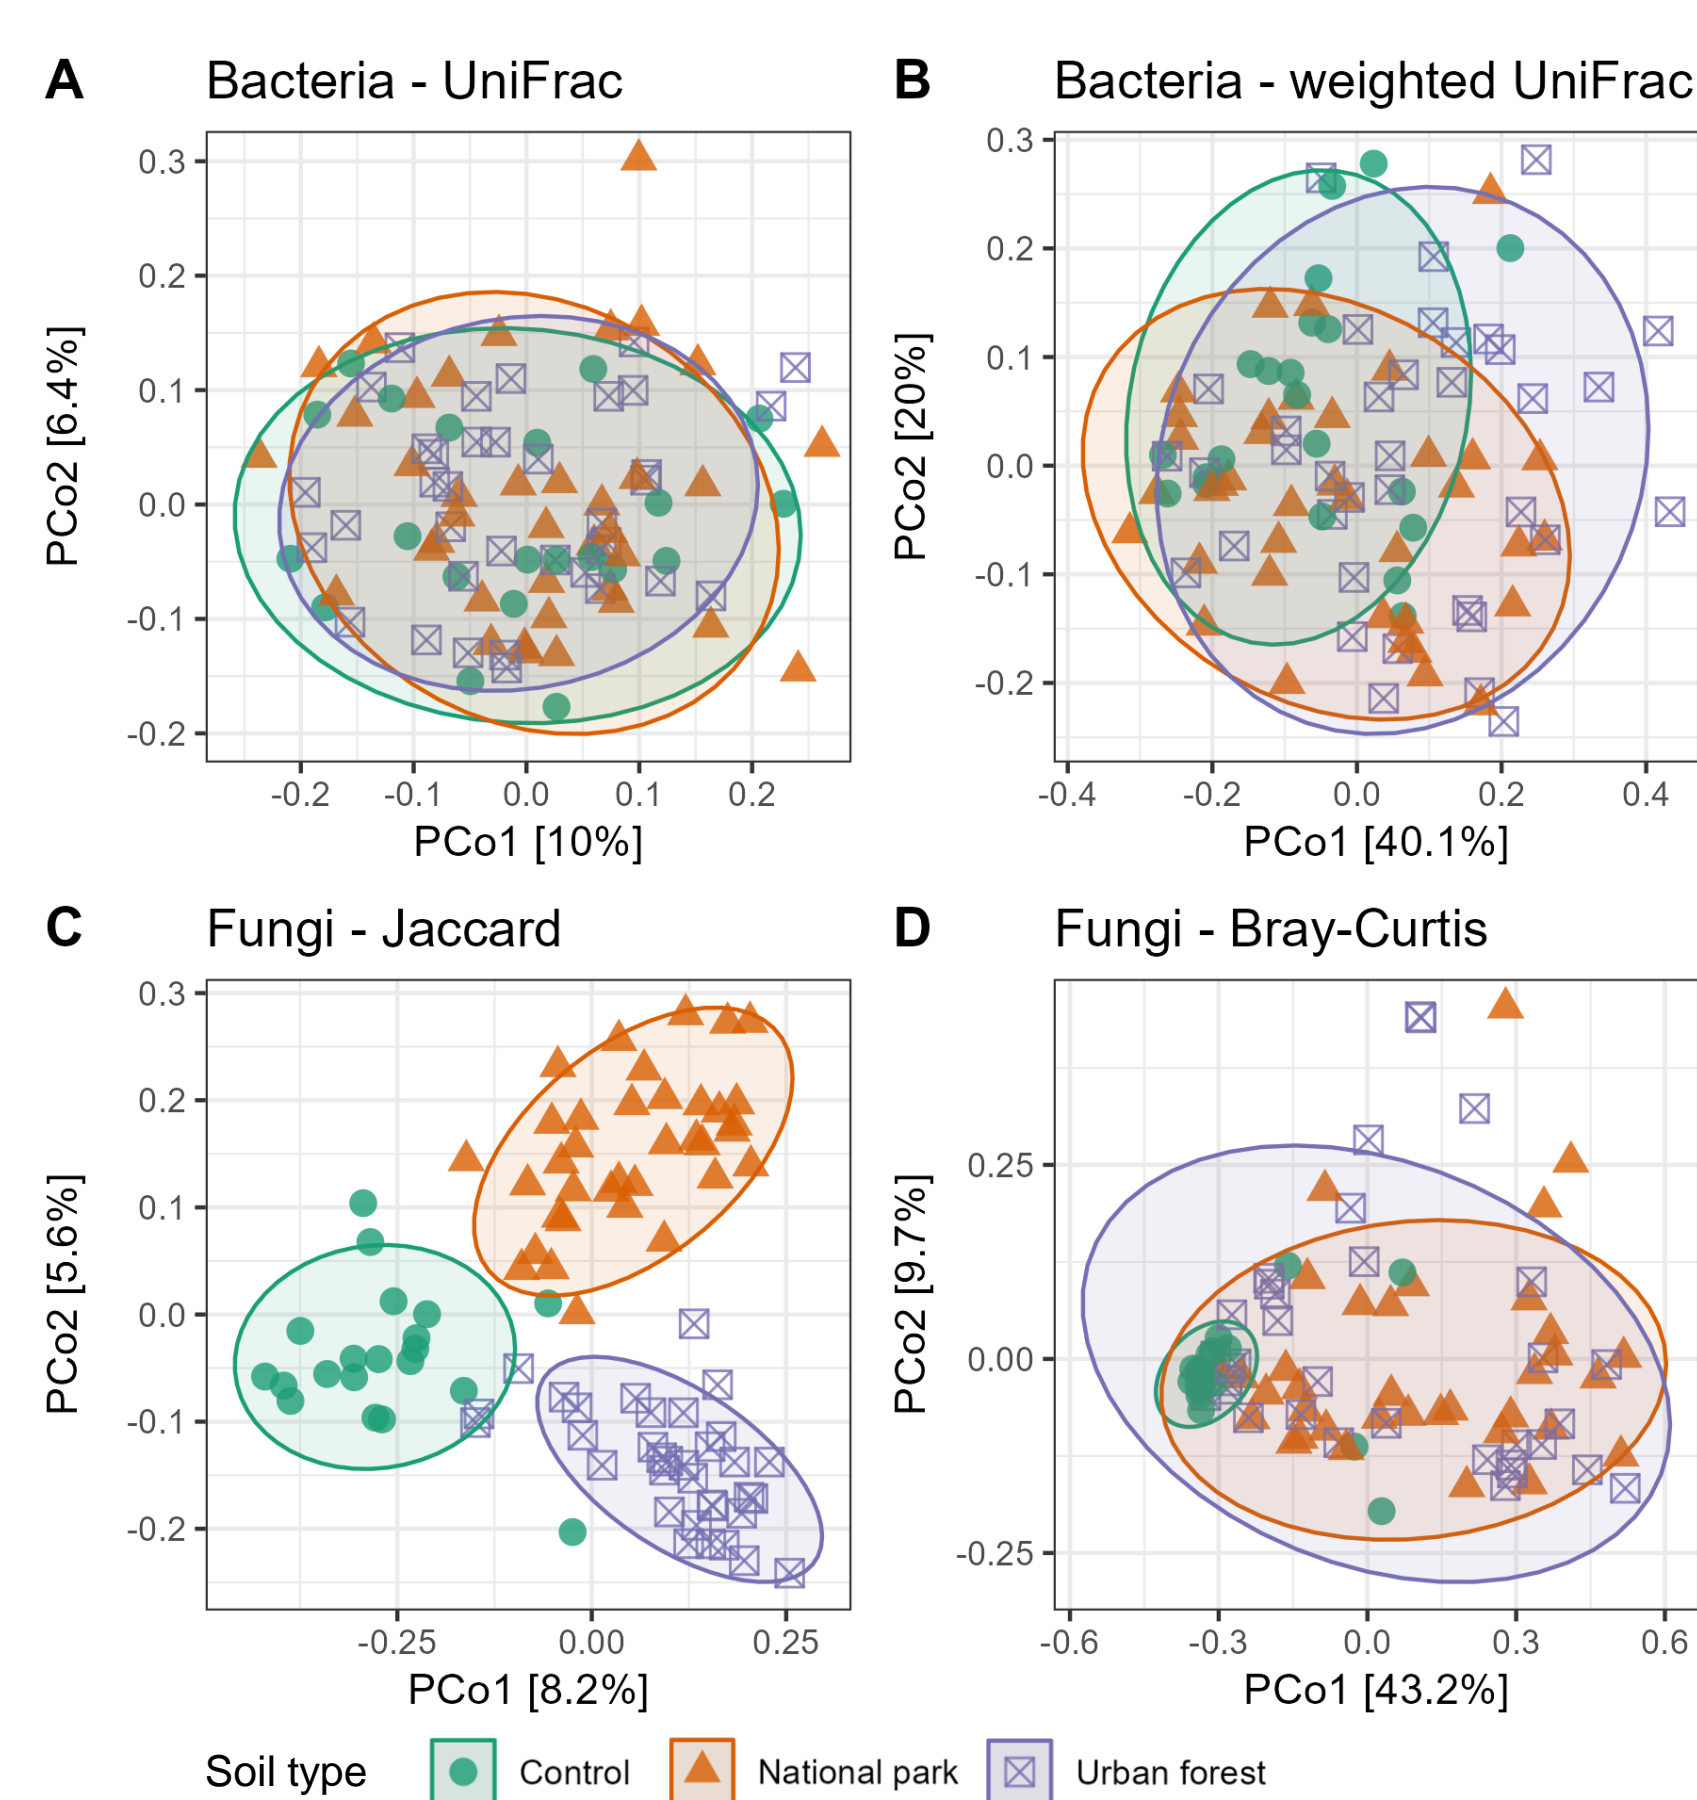 A Bacteria - UniFrac
0.3
0.2
0.1
0.0
-0.1
-0.2
PCo2 [6.4%]
-0.2 -0.1 0.0 0.1 0.2
PCo1 [10%]
B Bacteria - weighted UniFrac
0.3
0.2
0.1
0.0
-0.1
-0.2
PCo2 [20%]
-0.4 -0.2 0.0 0.2 0.4
PCo1 [40.1%]
C Fungi - Jaccard
0.3
0.2
0.1
0.0
-0.1
-0.2
PCo2 [5.6%]
-0.25 0.00 0.25
PCo1 [8.2%]
D Fungi - Bray-Curtis
0.25
0.00
-0.25
PCo2 [9.7%]
-0.6 -0.3 0.0 0.3 0.6
PCo1 [43.2%]
Soil type Control National park Urban forest